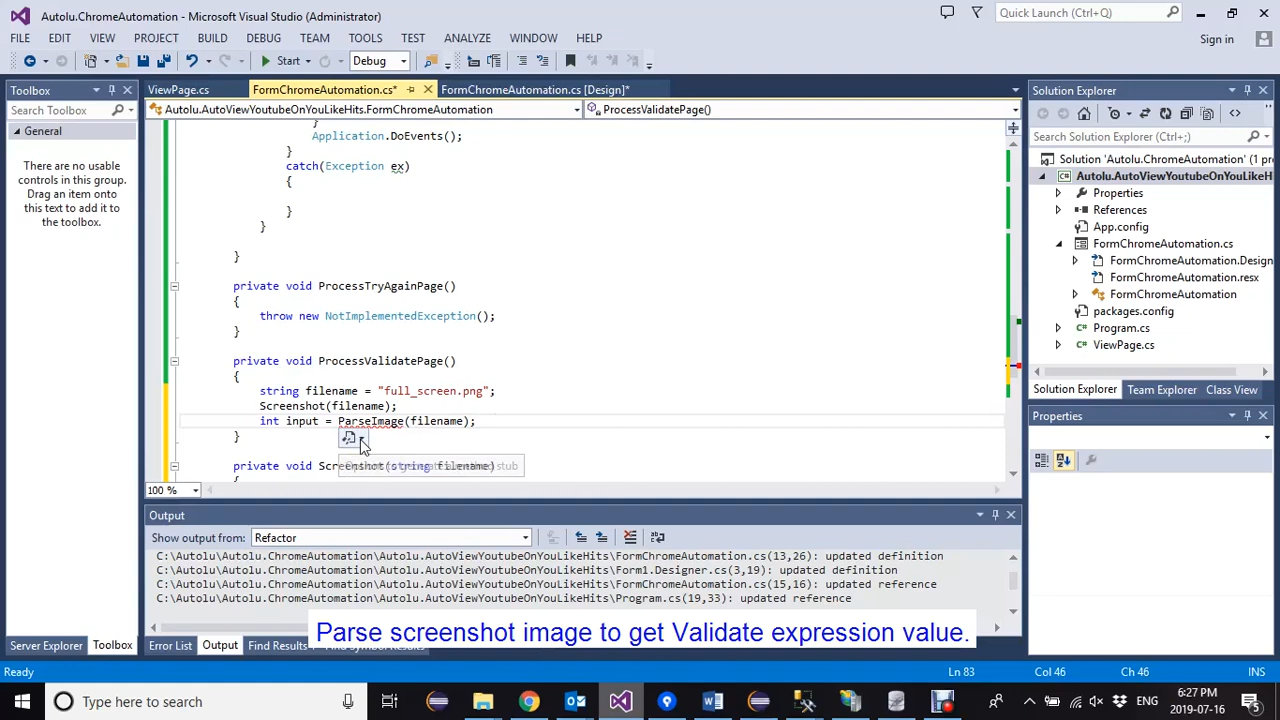 Autolu.ChromeAutomation - Microsoft Visual Studio (Administrator)
Quick Launch (Ctrl+Q)
FILE EDIT VIEW PROJECT BUILD DEBUG TEAM TOOLS TEST ANALYZE WINDOW HELP
Sign in
Start Debug
Toolbox
Search Toolbox
General
There are no usable
controls in this group.
Drag an item onto
this text to add it to
the toolbox.
ViewPage.cs FormChromeAutomation.cs* FormChromeAutomation.cs [Design]*
Autolu.AutoViewYoutubeOnYouLikeHits.FormChromeAutomation ProcessValidatePage()
}
Application.DoEvents();
}
catch(Exception ex)
{
}
}
}
private void ProcessTryAgainPage()
{
throw new NotImplementedException();
}
private void ProcessValidatePage()
{
string filename = "full_screen.png";
Screenshot(filename);
int input = ParseImage(filename);
}
private void Screenshot(string filename)
{
stub
100 %
Solution Explorer
Search Solution Explorer (Ctrl+;)
Solution 'Autolu.ChromeAutomation' (1 pro
Autolu.AutoViewYoutubeOnYouLikeH
Properties
References
App.config
FormChromeAutomation.cs
FormChromeAutomation.Design
FormChromeAutomation.resx
FormChromeAutomation
packages.config
Program.cs
ViewPage.cs
Solution Explorer Team Explorer Class View
Properties
Output
Show output from: Refactor
C:\Autolu\Autolu.ChromeAutomation\Autolu.AutoViewYoutubeOnYouLikeHits\FormChromeAutomation.cs(13,26): updated definition
C:\Autolu\Autolu.ChromeAutomation\Autolu.AutoViewYoutubeOnYouLikeHits\Form1.Designer.cs(3,19): updated definition
C:\Autolu\Autolu.ChromeAutomation\Autolu.AutoViewYoutubeOnYouLikeHits\FormChromeAutomation.cs(15,16): updated reference
C:\Autolu\Autolu.ChromeAutomation\Autolu.AutoViewYoutubeOnYouLikeHits\Program.cs(19,33): updated reference
Parse screenshot image to get Validate expression value.
Server Explorer Toolbox Error List Output Find Results
Ready Ln 83 Col 46 Ch 46 INS
Type here to search
ENG
6:27 PM
2019-07-16
5